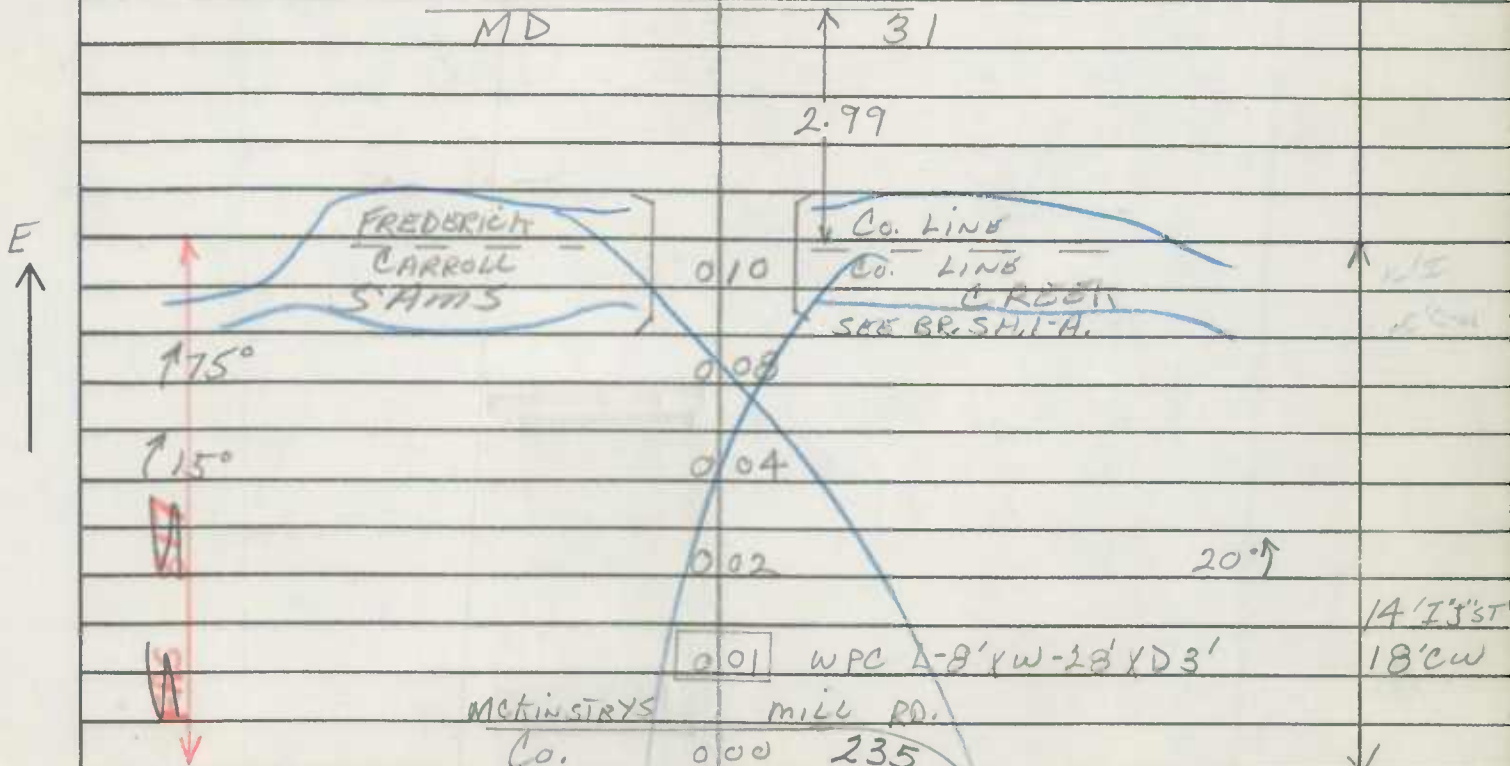 MD 31
2.99
E
FREDERICK Co. LINE
CARROLL 0 10 Co. LINE
SAMS CREEK
SEE BR. SH. 1-A.
↑75° 0 08
↑15° 0 04
0 02 20°↑
14' I "J" ST
0 01 WPC L-8' X W-28' X D 3' 18' CW
MCKINSTRYS MILL RD.
Co. 0 00 235